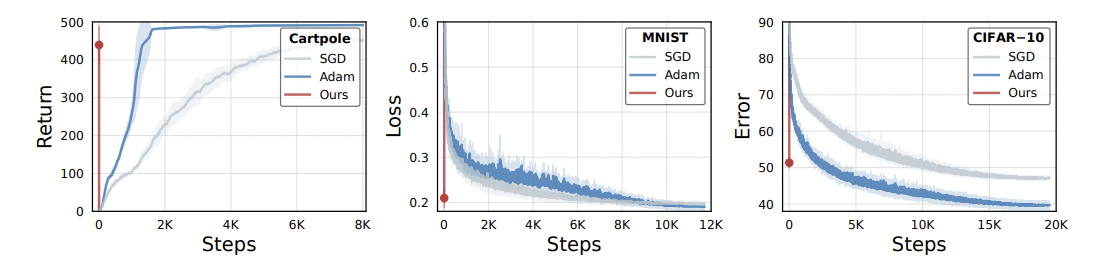 500
400
300
200
100
0
Return
0
2K
4K
6K
8K
Steps
Cartpole
SGD
Adam
Ours
0.6
0.5
0.4
0.3
0.2
Loss
0
2K
4K
6K
8K
10K
12K
Steps
MNIST
SGD
Adam
Ours
90
80
70
60
50
40
Error
0
5K
10K
15K
20K
Steps
CIFAR−10
SGD
Adam
Ours